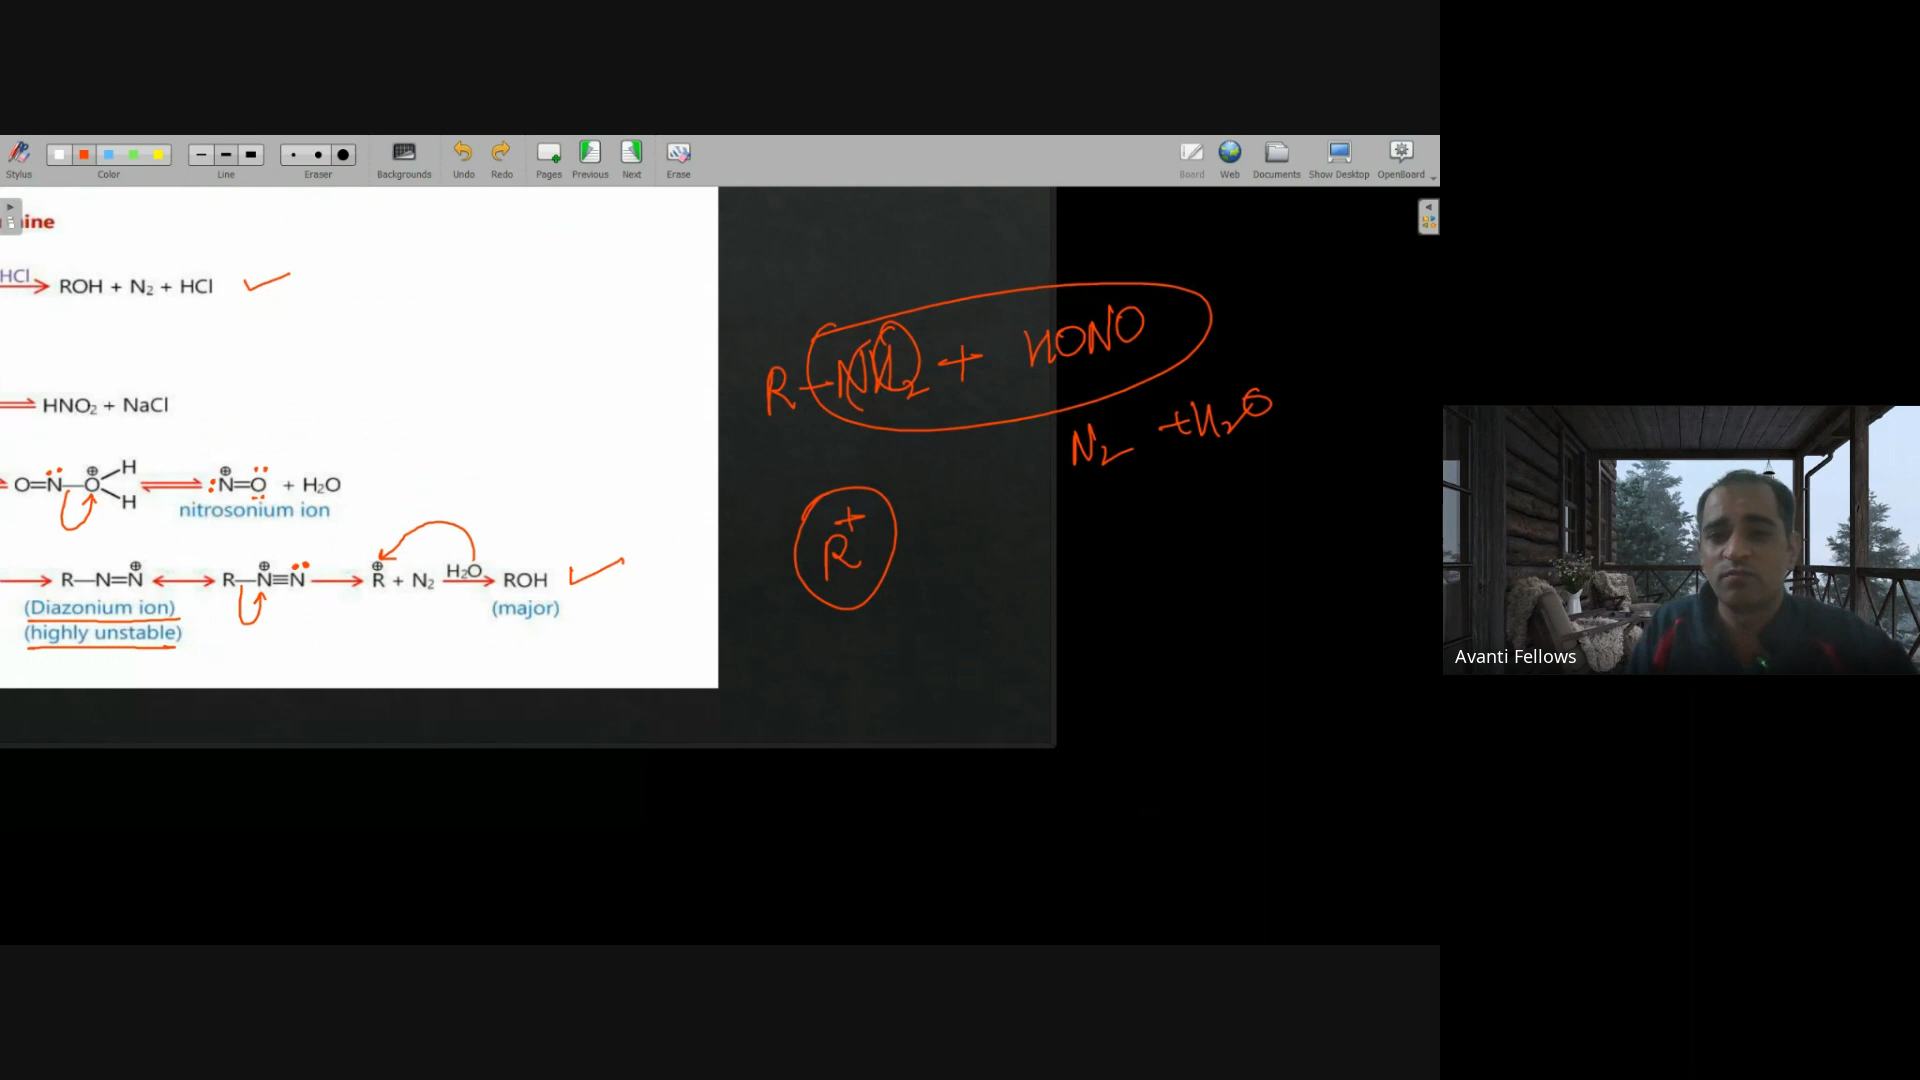 Stylus Color Line Eraser Backgrounds Undo Redo Pages Previous Next Erase Board Web Documents Show Desktop OpenBoard
ine
HCl
ROH + N₂ + HCl
HNO₂ + NaCl
O=N—O⊕ H H ⇌ :N⊕=O + H₂O
nitrosonium ion
R—N=N⊕ ↔ R—N⊕≡N → R⊕ + N₂ H₂O → ROH
(Diazonium ion) (major)
(highly unstable)
R-NH₂ + HONO
N₂ + H₂O
R+
Avanti Fellows